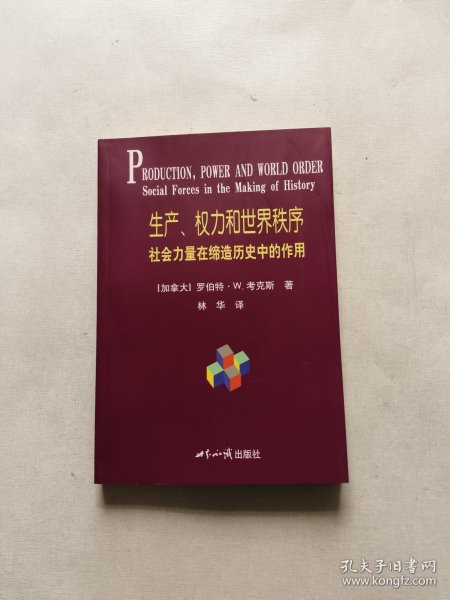 PRODUCTION, POWER AND WORLD ORDER
Social Forces in the Making of History
生产、权力和世界秩序
社会力量在缔造历史中的作用
[加拿大] 罗伯特·W.考克斯 著
林 华 译
世界知识出版社
孔夫子旧书网
www.kongfz.com